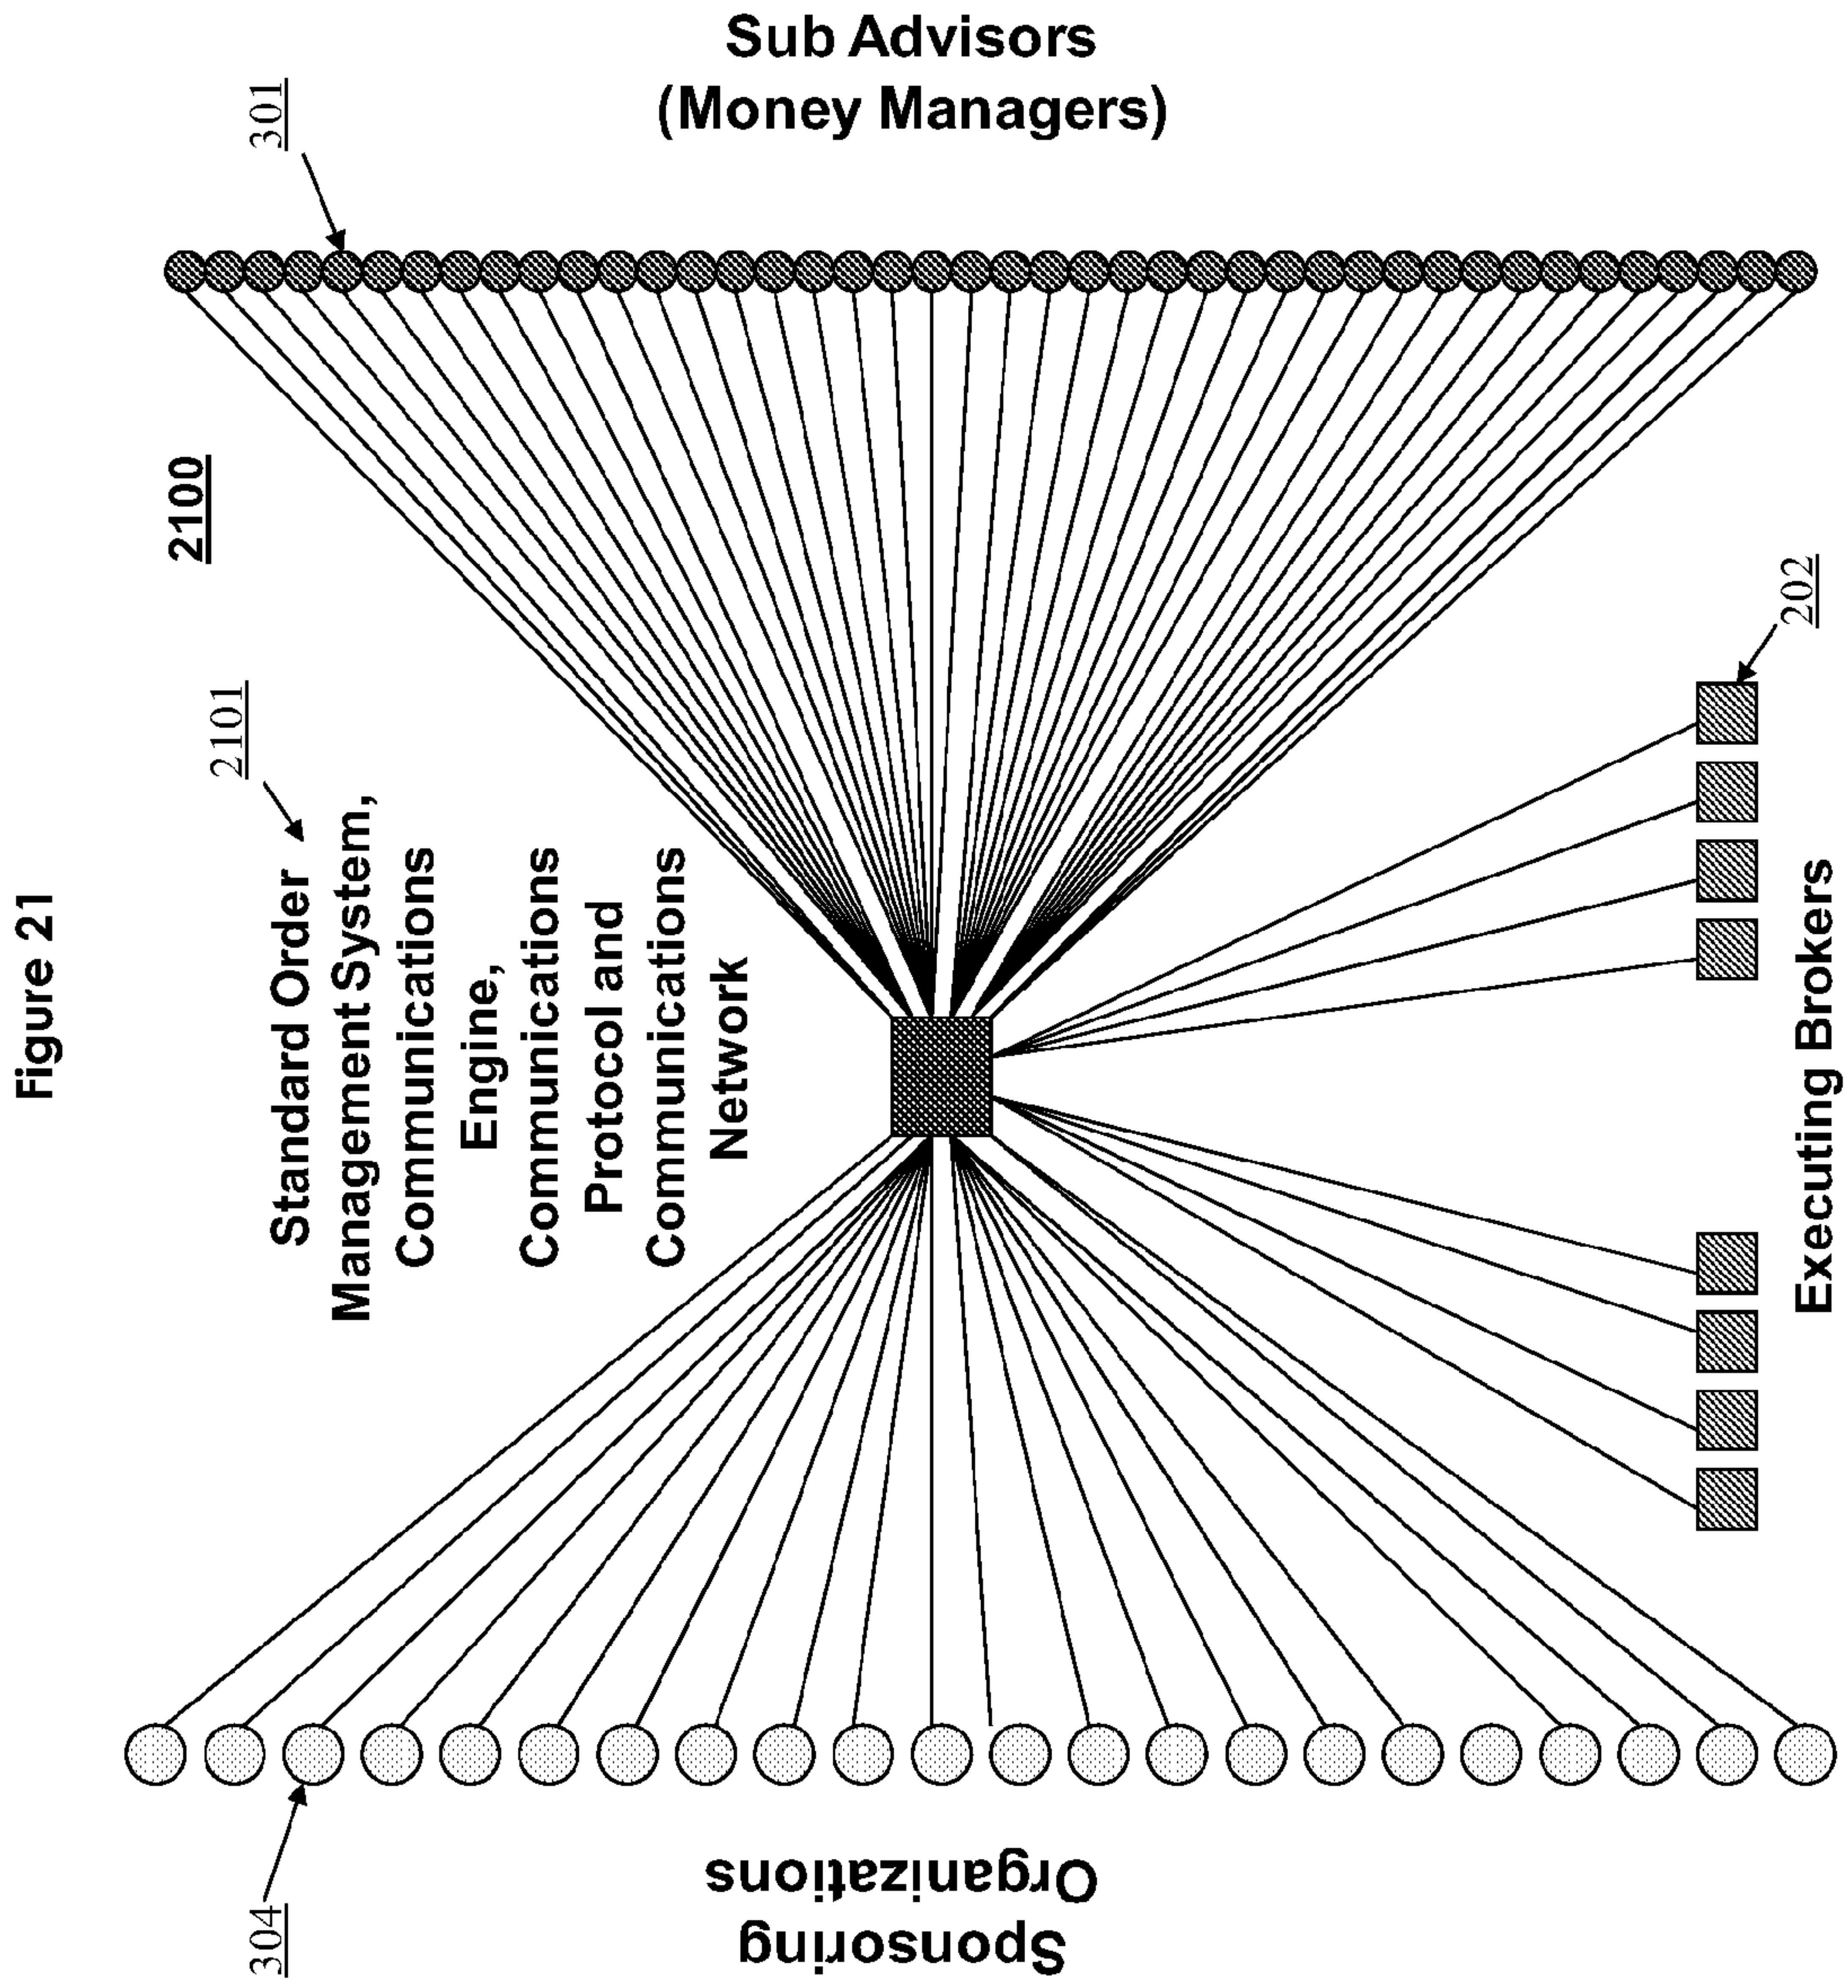 Figure 21
2101
2100
Standard Order
Management System,
Communications
Engine,
Communications
Protocol and
Communications
Network
304
301
Sponsoring
Organizations
Sub Advisors
(Money Managers)
202
Executing Brokers